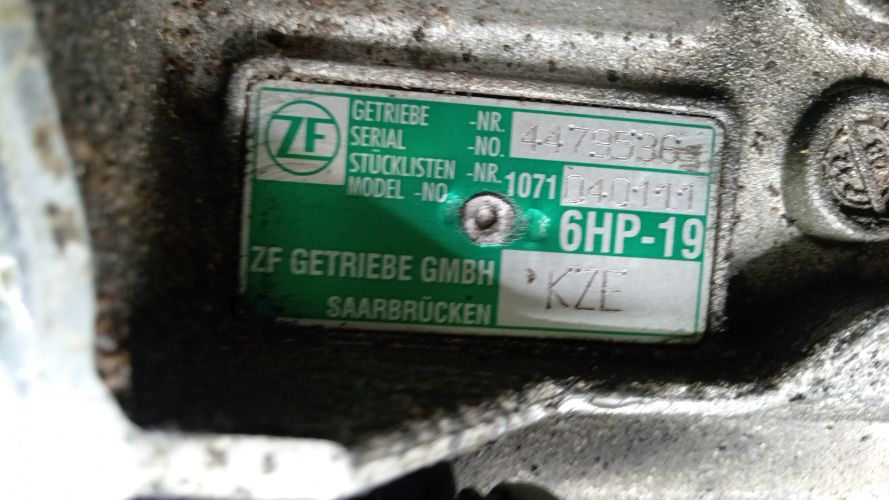 ZF
GETRIEBE -NR.
SERIAL -NO. 4479536
STÜCKLISTEN -NR.
MODEL -NO. 1071 040111
6HP-19
ZF GETRIEBE GMBH KZE
SAARBRÜCKEN